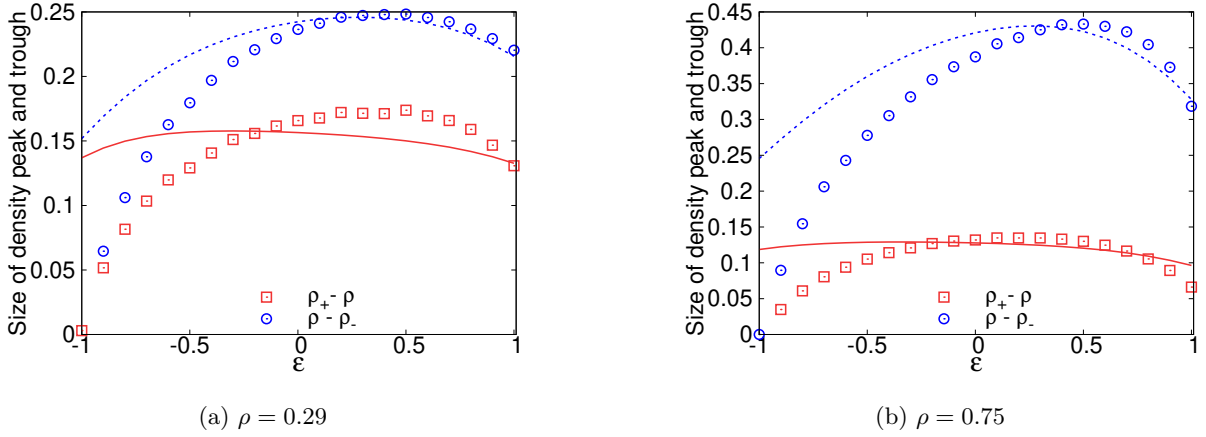 Size of density peak and trough
0.25
0.2
0.15
0.1
0.05
0
-1
-0.5
0
0.5
1
ε
ρ₊- ρ
ρ - ρ₋
(a) ρ = 0.29
Size of density peak and trough
0.45
0.4
0.35
0.3
0.25
0.2
0.15
0.1
0.05
0
-1
-0.5
0
0.5
1
ε
ρ₊- ρ
ρ - ρ₋
(b) ρ = 0.75